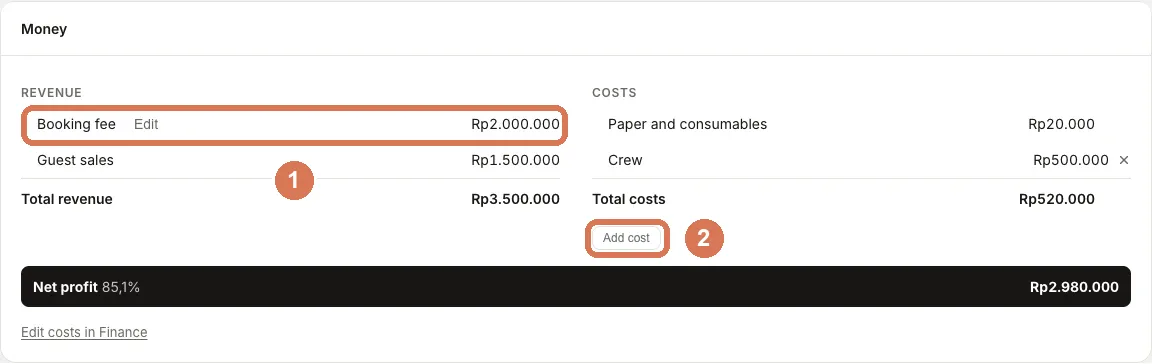 Money
REVENUE
Booking fee Edit Rp2.000.000
Guest sales Rp1.500.000
1
Total revenue Rp3.500.000
COSTS
Paper and consumables Rp20.000
Crew Rp500.000 ×
Total costs Rp520.000
Add cost
2
Net profit 85,1% Rp2.980.000
Edit costs in Finance